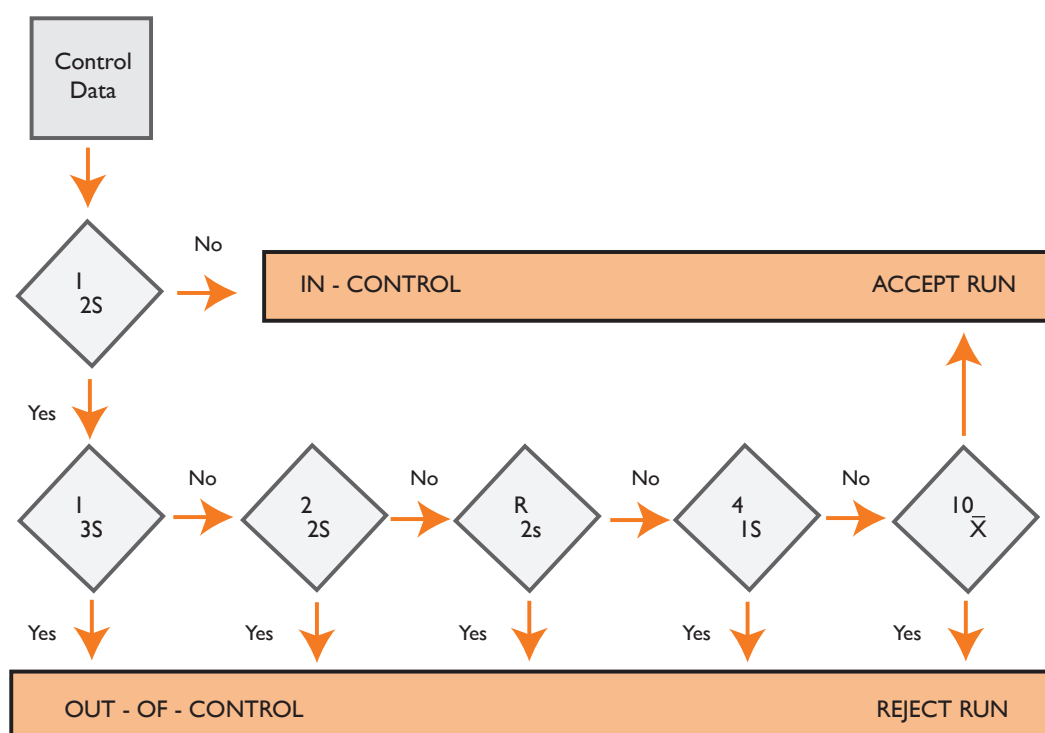 Control
Data
No
1
2S
IN - CONTROL ACCEPT RUN
Yes
No
No
No
No
1
3S
2
2S
R
2s
4
1S
10
X̅
Yes
Yes
Yes
Yes
Yes
OUT - OF - CONTROL REJECT RUN